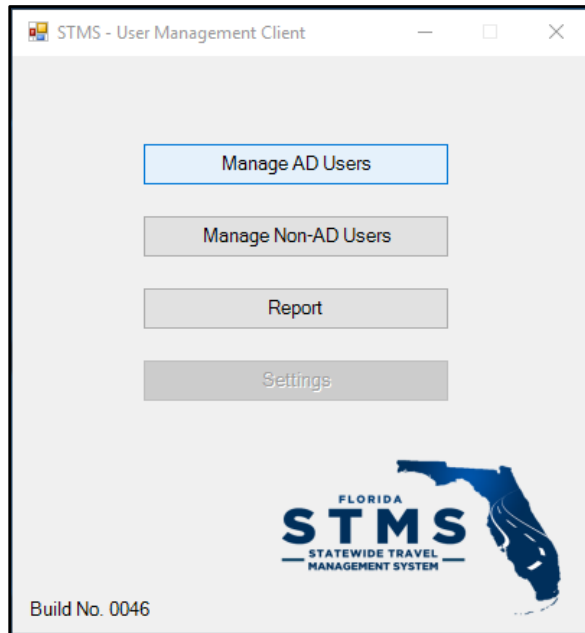 STMS - User Management Client
Manage AD Users
Manage Non-AD Users
Report
Settings
FLORIDA
STMS
STATEWIDE TRAVEL
MANAGEMENT SYSTEM
Build No. 0046